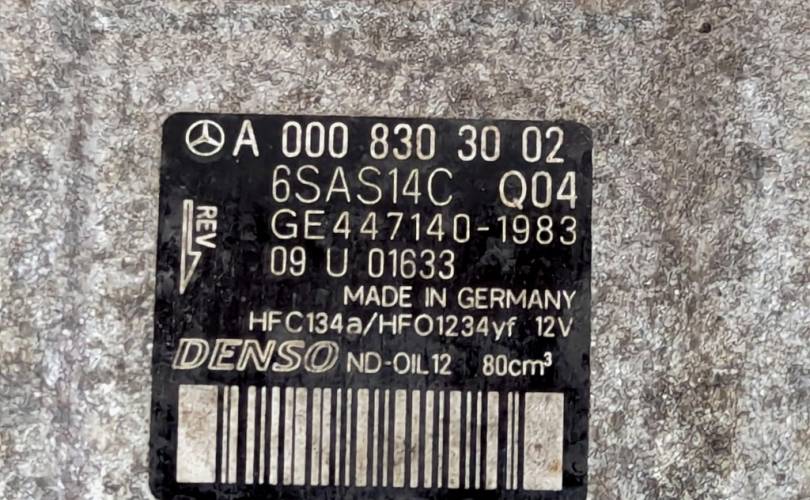 A 000 830 30 02
6SAS14C Q04
REV
GE447140-1983
09 U 01633
MADE IN GERMANY
HFC134a/HFO1234yf 12V
DENSO ND-OIL12 80cm³